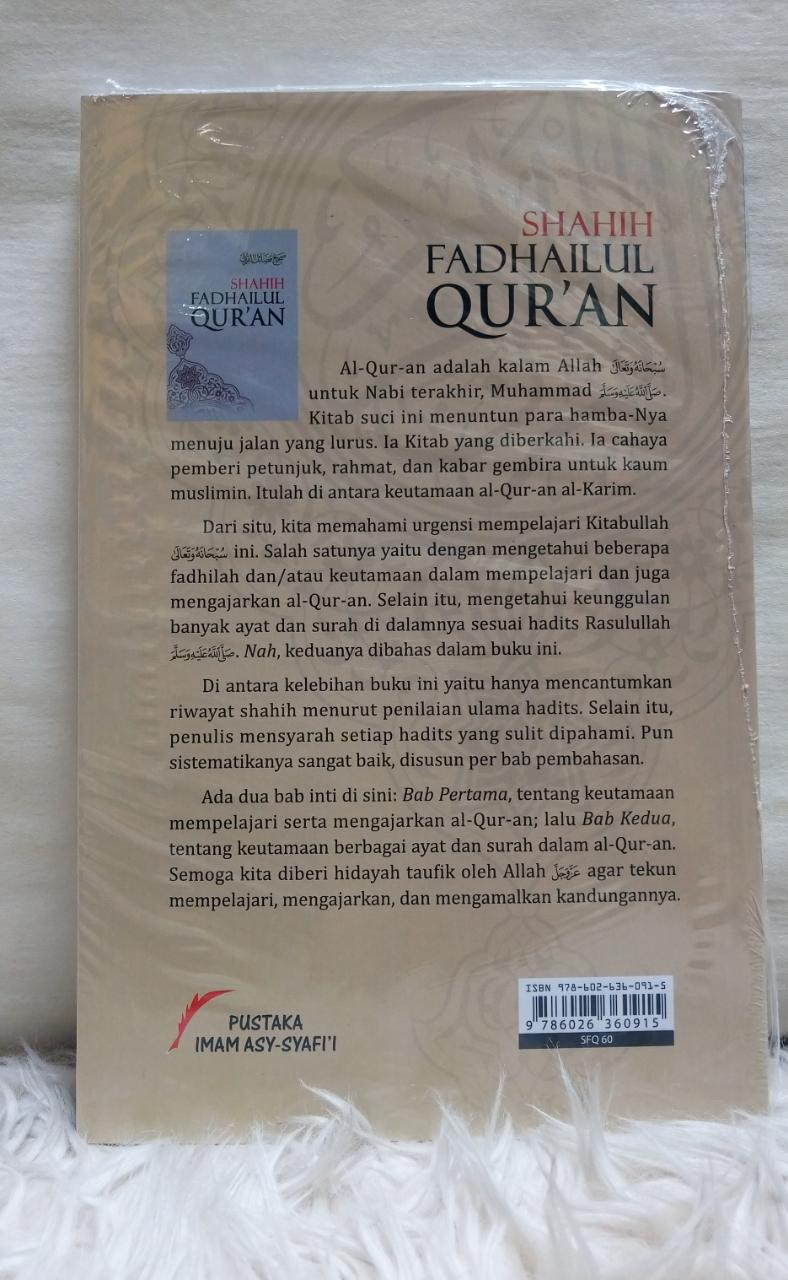 SHAHIH
FADHAILUL
QUR'AN
صحيح فضائل القرآن
SHAHIH
FADHAILUL
QUR'AN
Al-Qur-an adalah kalam Allah سُبْحَانَهُ وَتَعَالَى
untuk Nabi terakhir, Muhammad صَلَّى اللهُ عَلَيْهِ وَسَلَّمَ.
Kitab suci ini menuntun para hamba-Nya
menuju jalan yang lurus. Ia Kitab yang diberkahi. Ia cahaya
pemberi petunjuk, rahmat, dan kabar gembira untuk kaum
muslimin. Itulah di antara keutamaan al-Qur-an al-Karim.
Dari situ, kita memahami urgensi mempelajari Kitabullah
سُبْحَانَهُ وَتَعَالَى ini. Salah satunya yaitu dengan mengetahui beberapa
fadhilah dan/atau keutamaan dalam mempelajari dan juga
mengajarkan al-Qur-an. Selain itu, mengetahui keunggulan
banyak ayat dan surah di dalamnya sesuai hadits Rasulullah
صَلَّى اللهُ عَلَيْهِ وَسَلَّمَ. Nah, keduanya dibahas dalam buku ini.
Di antara kelebihan buku ini yaitu hanya mencantumkan
riwayat shahih menurut penilaian ulama hadits. Selain itu,
penulis mensyarah setiap hadits yang sulit dipahami. Pun
sistematikanya sangat baik, disusun per bab pembahasan.
Ada dua bab inti di sini: Bab Pertama, tentang keutamaan
mempelajari serta mengajarkan al-Qur-an; lalu Bab Kedua,
tentang keutamaan berbagai ayat dan surah dalam al-Qur-an.
Semoga kita diberi hidayah taufik oleh Allah عَزَّ وَجَلَّ agar tekun
mempelajari, mengajarkan, dan mengamalkan kandungannya.
PUSTAKA
IMAM ASY-SYAFI'I
ISBN 978-602-636-091-5
9 786026 360915
SFQ 60